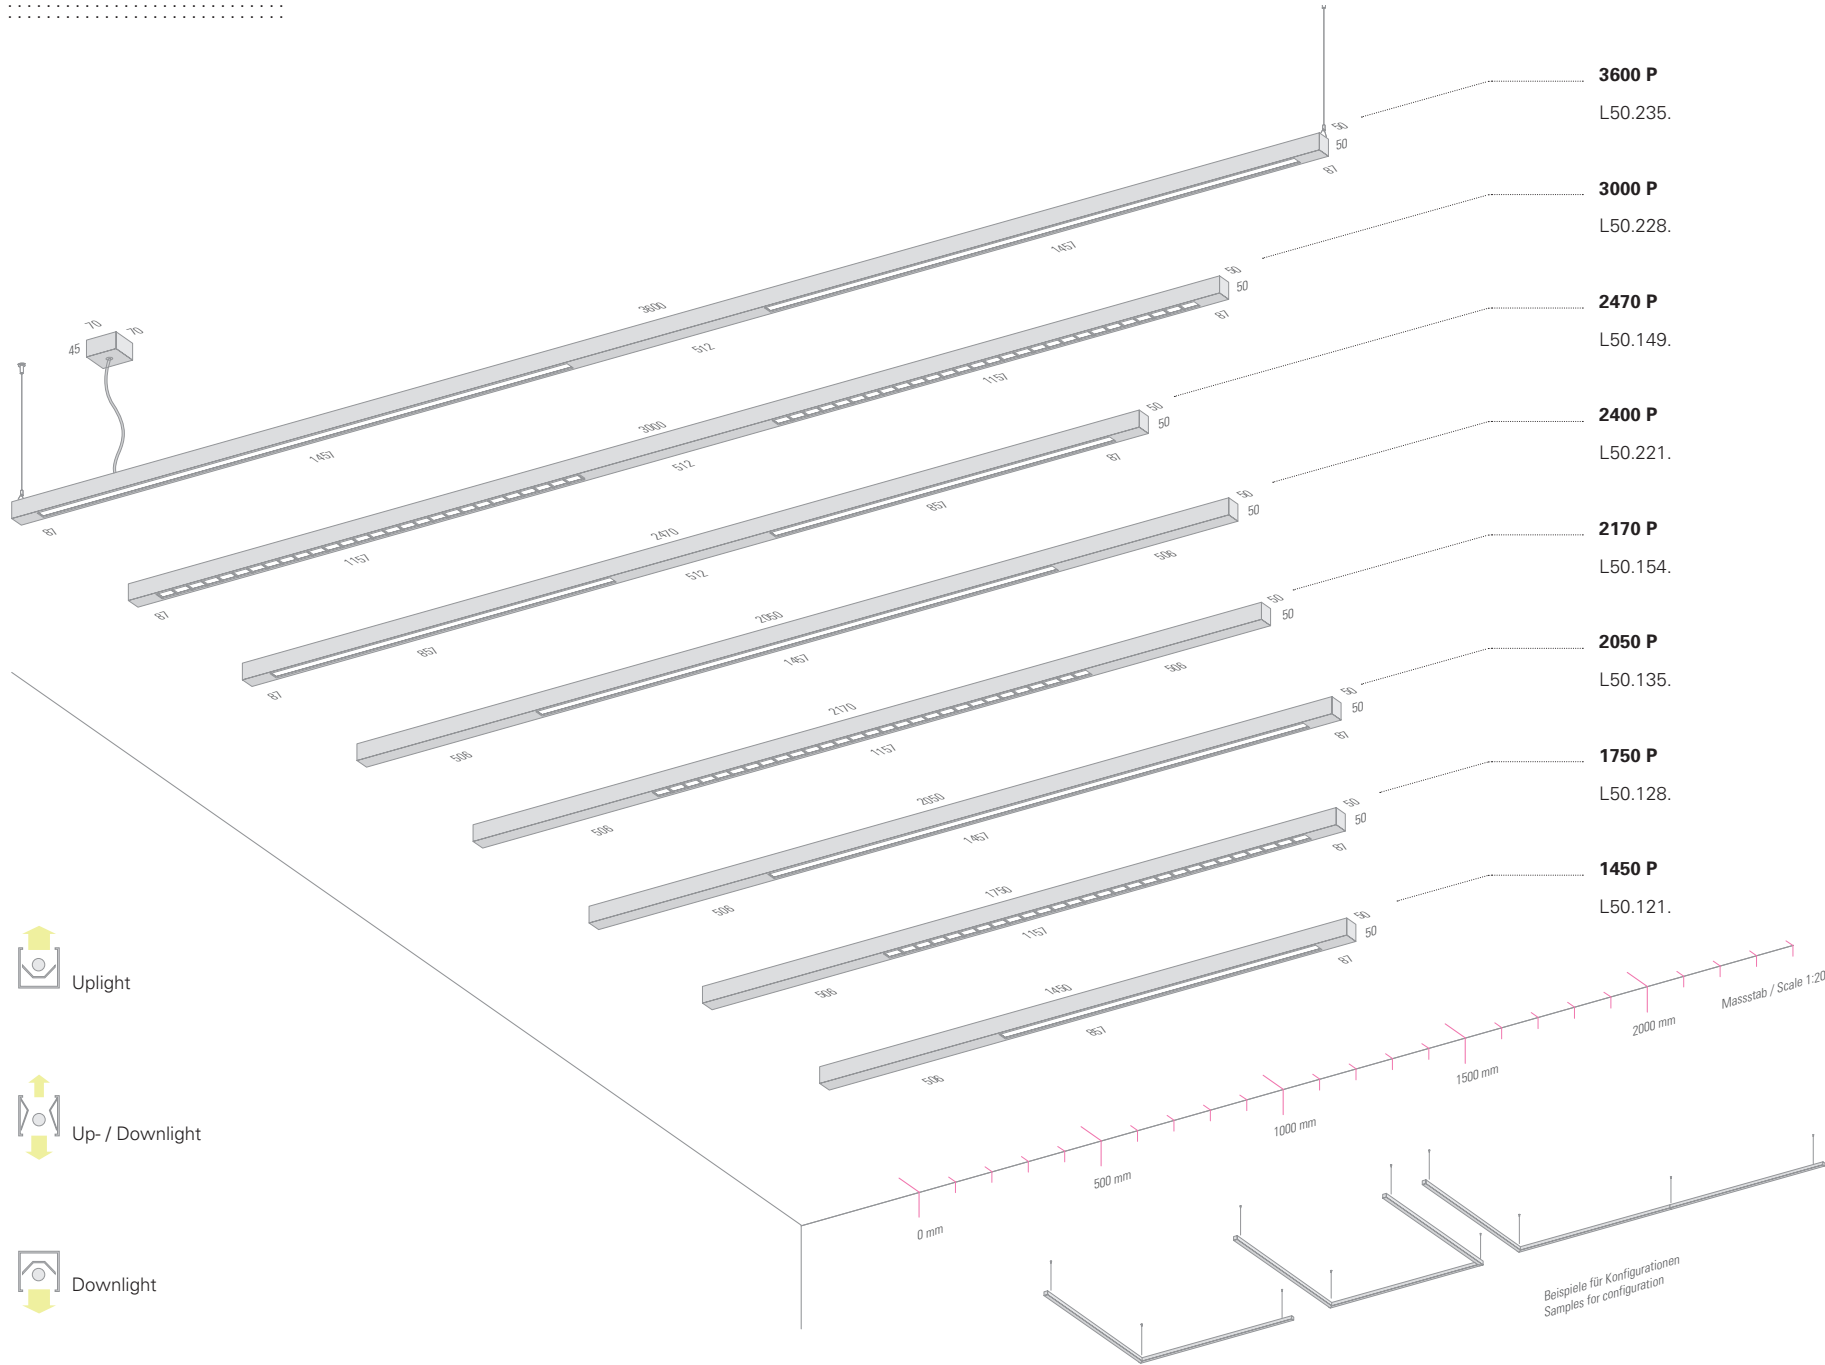 3600 P
L50.235.
50
50
87
1457
3600
512
1457
87
70
70
45
3000 P
L50.228.
50
50
87
1157
3000
512
1157
87
2470 P
L50.149.
50
50
87
857
2470
512
857
87
2400 P
L50.221.
50
50
506
2050
1457
506
2170 P
L50.154.
50
50
506
2170
1157
506
2050 P
L50.135.
50
50
87
2050
1457
506
1750 P
L50.128.
50
50
87
1750
1157
506
1450 P
L50.121.
50
50
87
1450
857
506
Uplight
Up- / Downlight
Downlight
0 mm
500 mm
1000 mm
1500 mm
2000 mm
Massstab / Scale 1:20
Beispiele für Konfigurationen
Samples for configuration